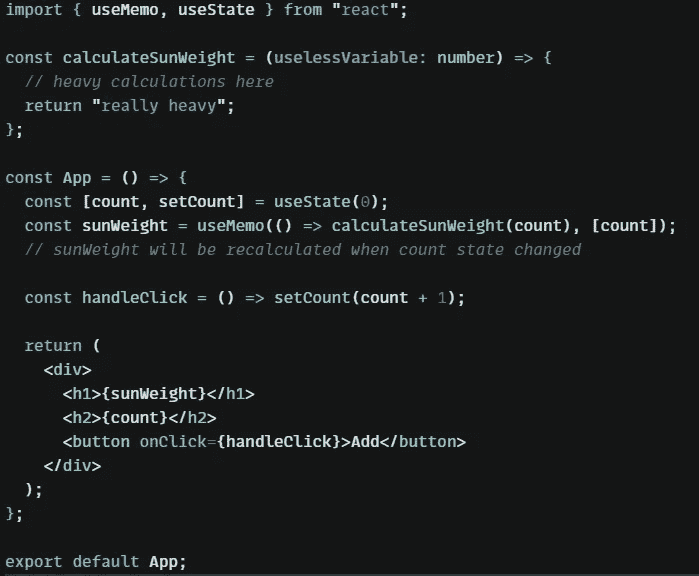 import { useMemo, useState } from "react";

const calculateSunWeight = (uselessVariable: number) => {
  // heavy calculations here
  return "really heavy";
};

const App = () => {
  const [count, setCount] = useState(0);
  const sunWeight = useMemo(() => calculateSunWeight(count), [count]);
  // sunWeight will be recalculated when count state changed

  const handleClick = () => setCount(count + 1);

  return (
    <div>
      <h1>{sunWeight}</h1>
      <h2>{count}</h2>
      <button onClick={handleClick}>Add</button>
    </div>
  );
};

export default App;